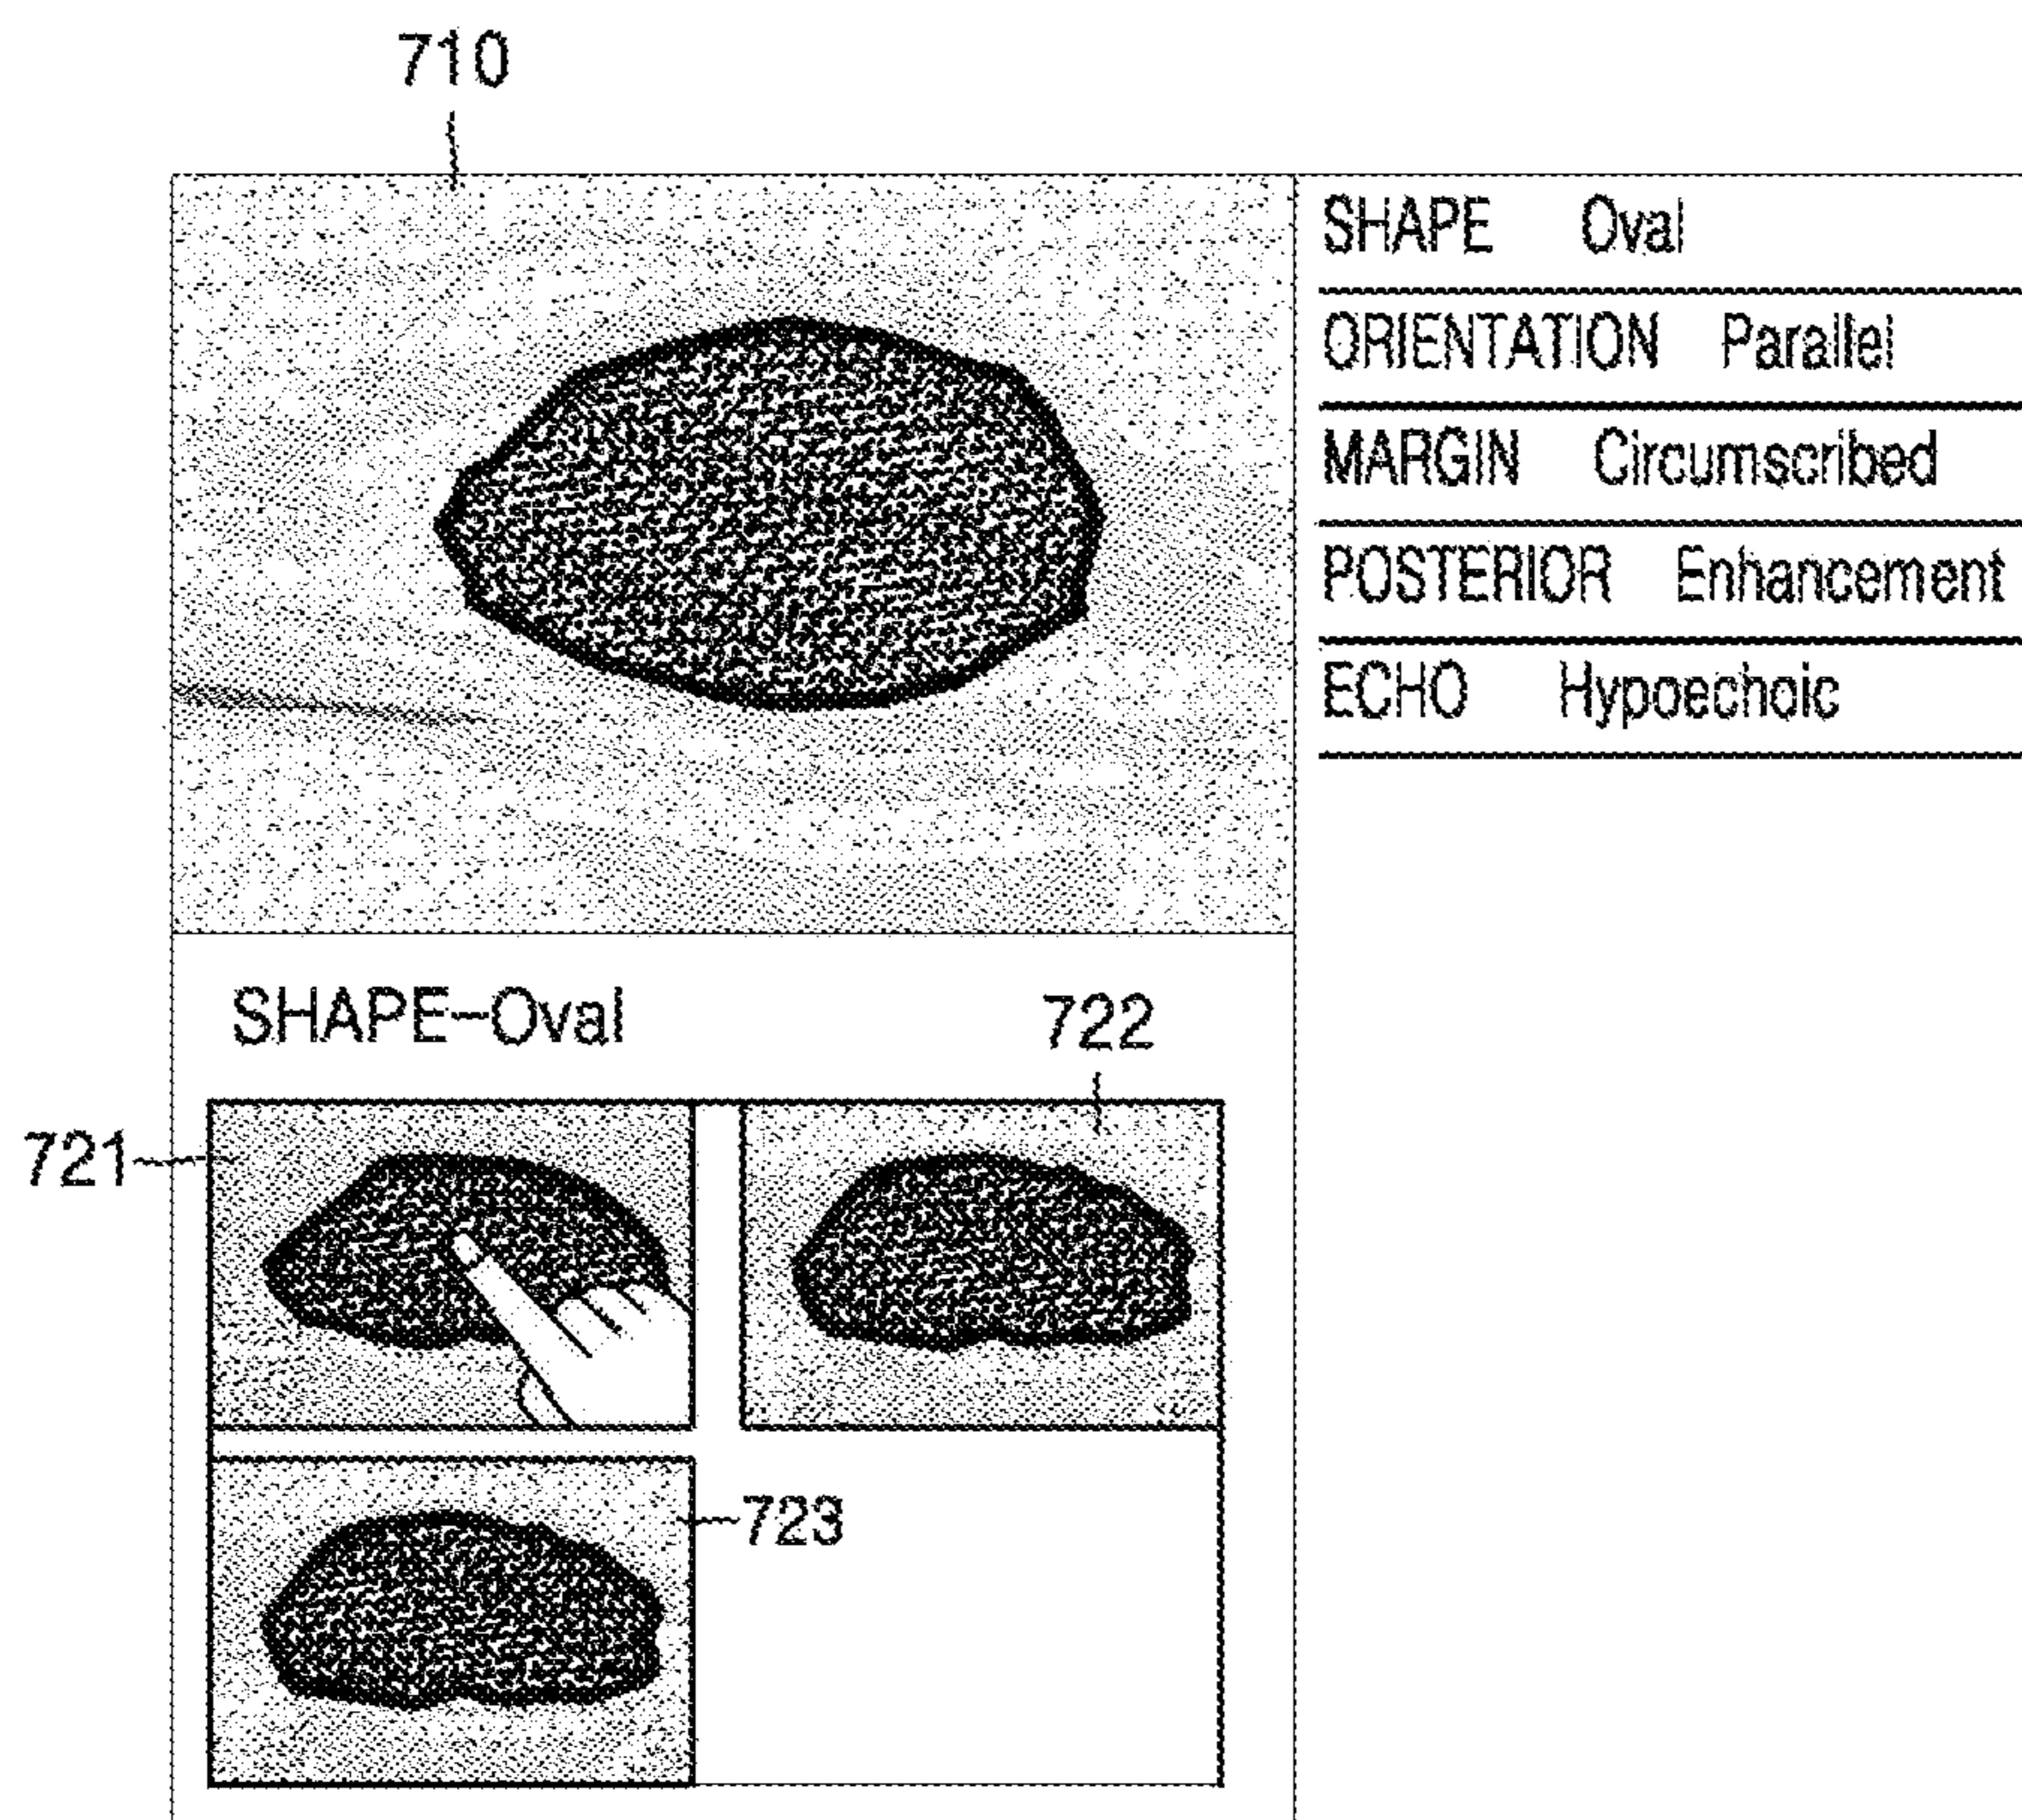 710
SHAPE Oval
ORIENTATION Parallel
MARGIN Circumscribed
POSTERIOR Enhancement
ECHO Hypoechoic
SHAPE-Oval
722
721
723